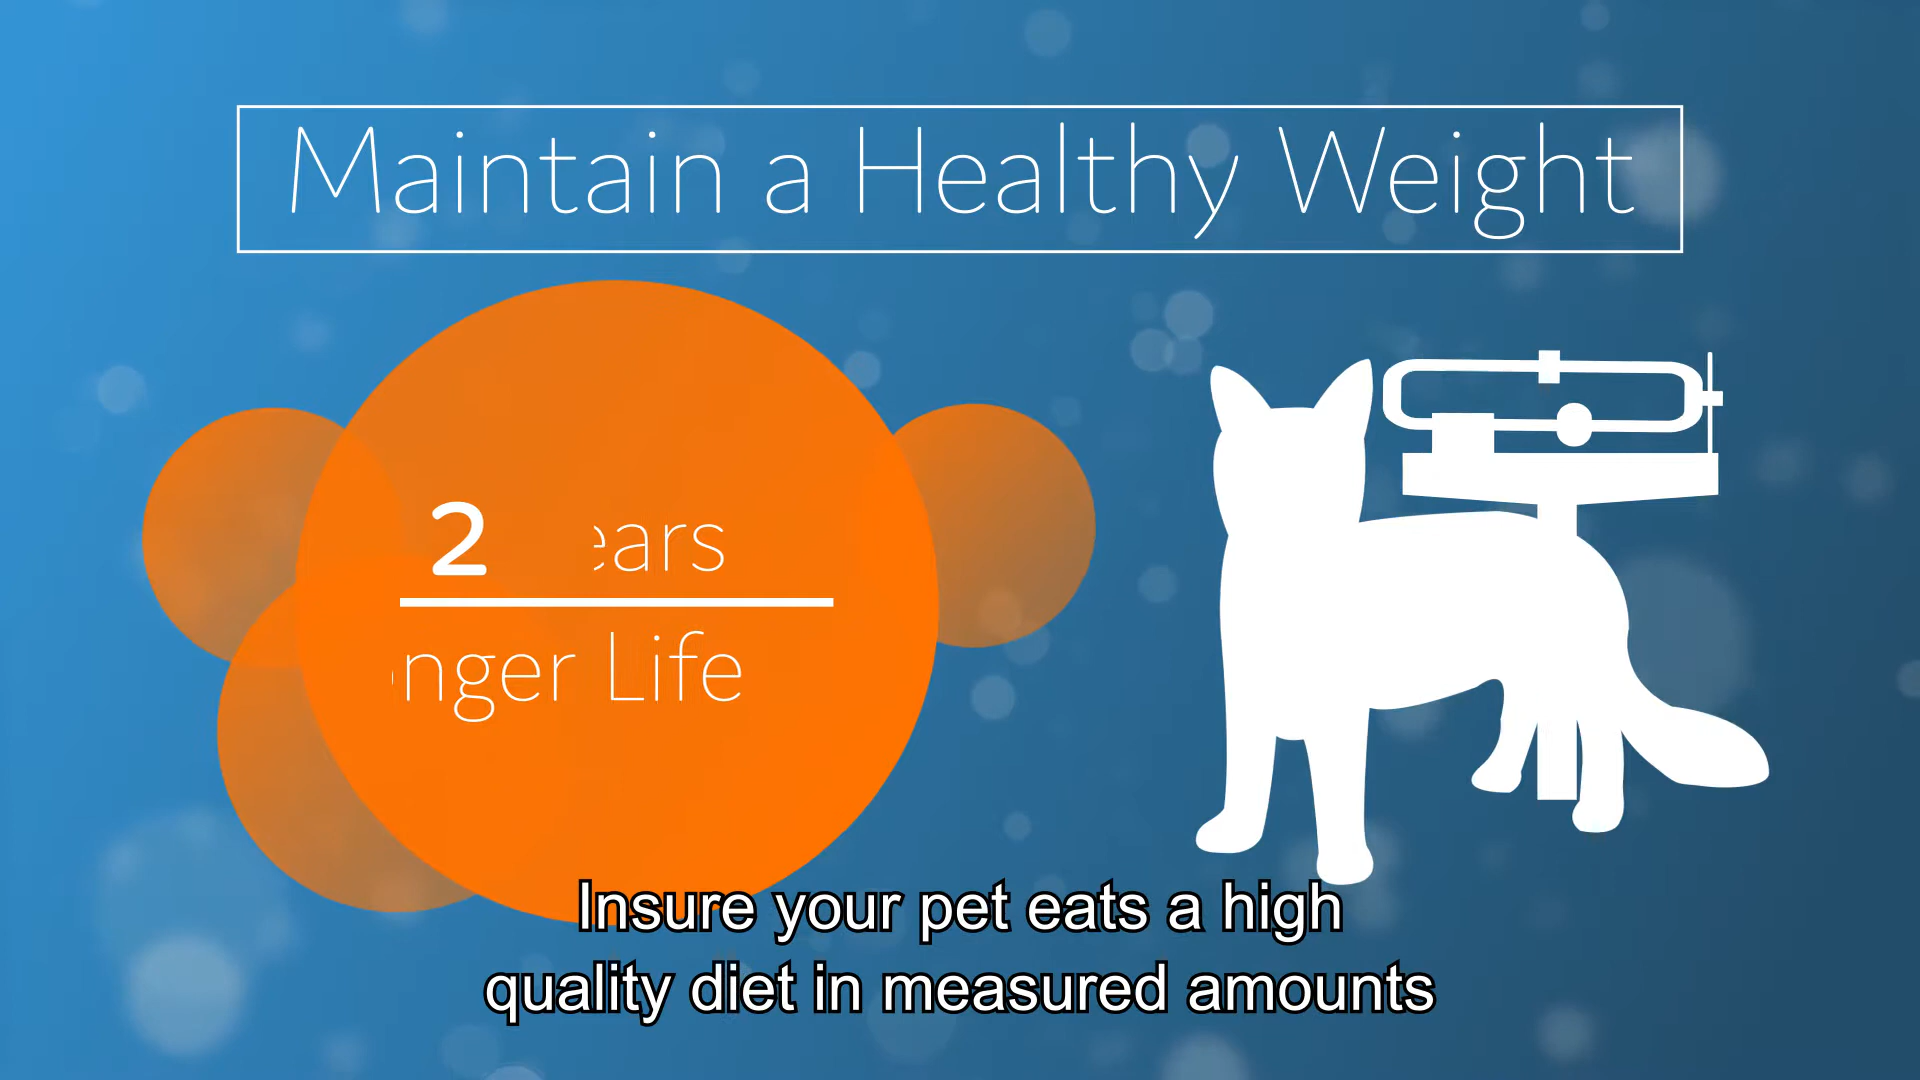 Maintain a Healthy Weight
2 ears
nger Life
Insure your pet eats a high
quality diet in measured amounts